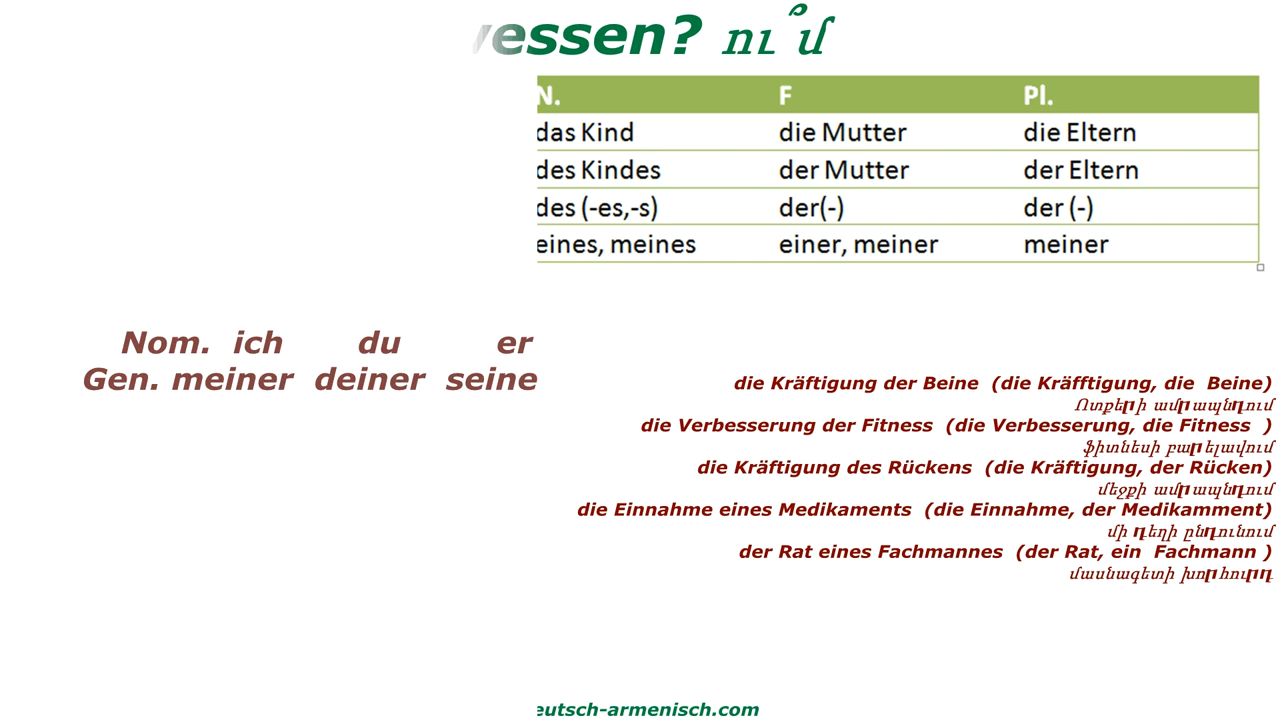 wessen? ու՞մ
N. F Pl.
das Kind die Mutter die Eltern
des Kindes der Mutter der Eltern
des (-es,-s) der(-) der (-)
eines, meines einer, meiner meiner
Nom. ich du er
Gen. meiner deiner seine
die Kräftigung der Beine (die Kräfftigung, die Beine)
Ոտքերի ամրապնդում
die Verbesserung der Fitness (die Verbesserung, die Fitness )
ֆիտնեսի բարելավում
die Kräftigung des Rückens (die Kräftigung, der Rücken)
մեջքի ամրապնդում
die Einnahme eines Medikaments (die Einnahme, der Medikamment)
մի դեղի ընդունում
der Rat eines Fachmannes (der Rat, ein Fachmann )
մասնագետի խորհուրդ
eutsch-armenisch.com